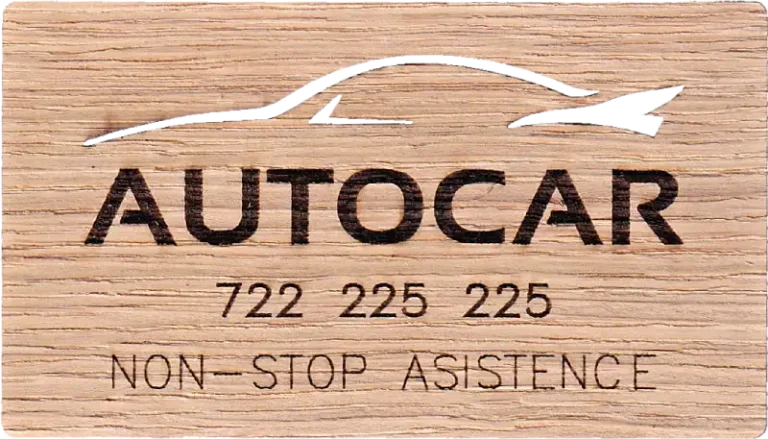 AUTOCAR
722 225 225
NON-STOP ASISTENCE